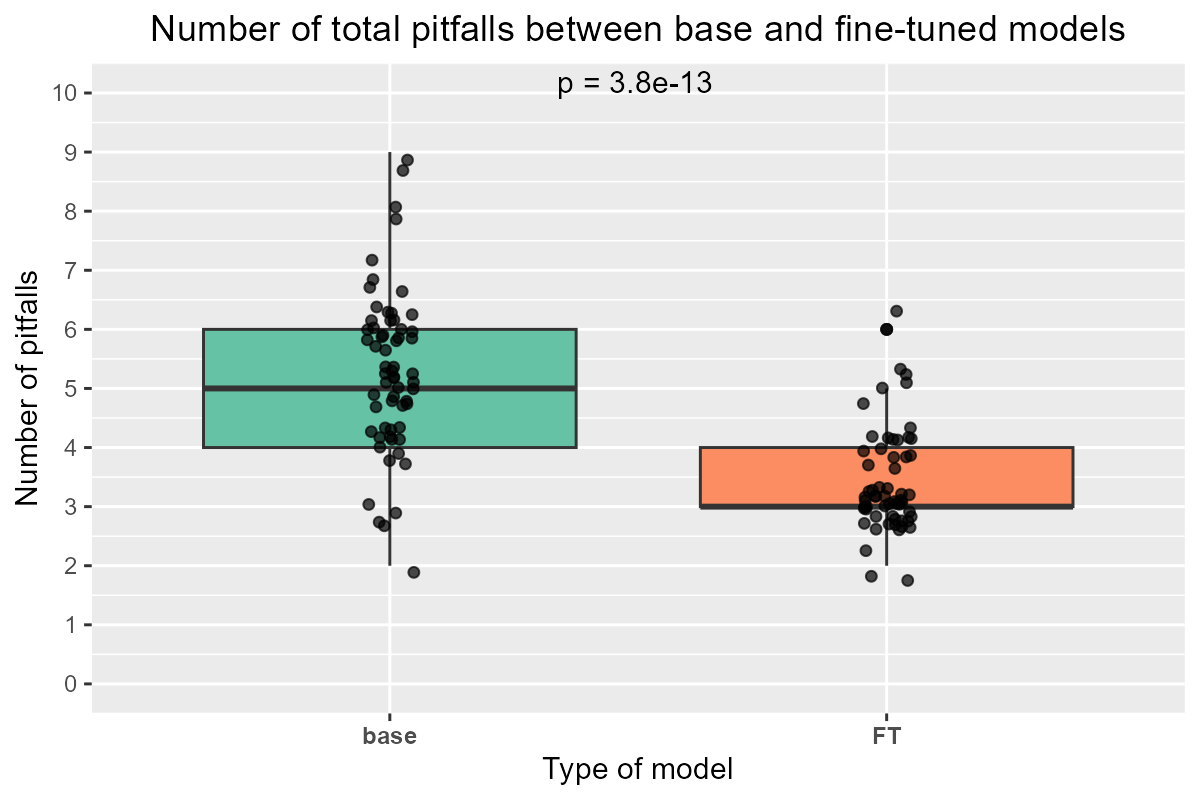 Number of total pitfalls between base and fine-tuned models
p = 3.8e-13
Number of pitfalls
10
9
8
7
6
5
4
3
2
1
0
base
FT
Type of model